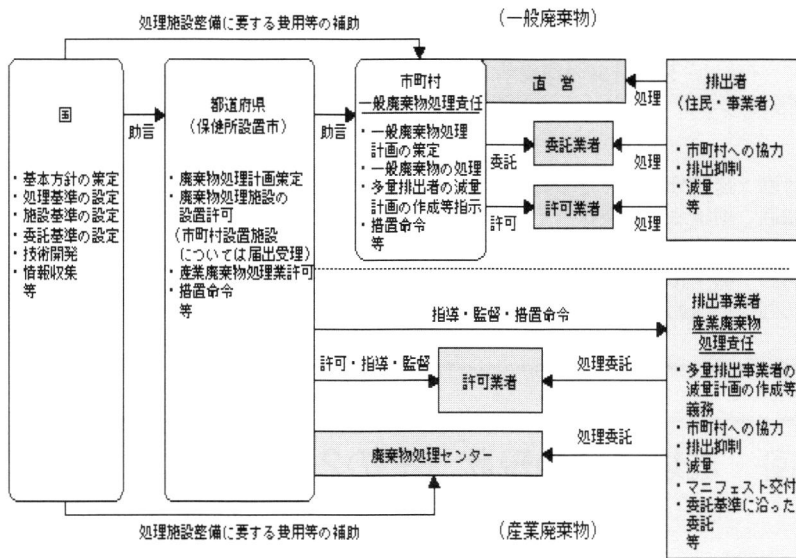 処理施設整備に要する費用等の補助
(一般廃棄物)
国
助言
・基本方針の策定
・処理基準の設定
・施設基準の設定
・委託基準の設定
・技術開発
・情報収集
等
都道府県
(保健所設置市)
助言
・廃棄物処理計画策定
・廃棄物処理施設の
設置許可
(市町村設置施設
については届出受理)
・産業廃棄物処理業許可
・措置命令
等
市町村
一般廃棄物処理責任
・一般廃棄物処理
計画の策定
・一般廃棄物の処理
・多量排出者の減量
計画の作成等指示
・措置命令
等
直営
処理
委託
委託業者
処理
許可
許可業者
処理
排出者
(住民・事業者)
・市町村への協力
・排出抑制
・減量
等
指導・監督・措置命令
許可・指導・監督
許可業者
処理委託
廃棄物処理センター
処理委託
排出事業者
産業廃棄物
処理責任
・多量排出事業者の
減量計画の作成等
義務
・市町村への協力
・排出抑制
・減量
・マニフェスト交付
・委託基準に沿った
委託
等
処理施設整備に要する費用等の補助
(産業廃棄物)